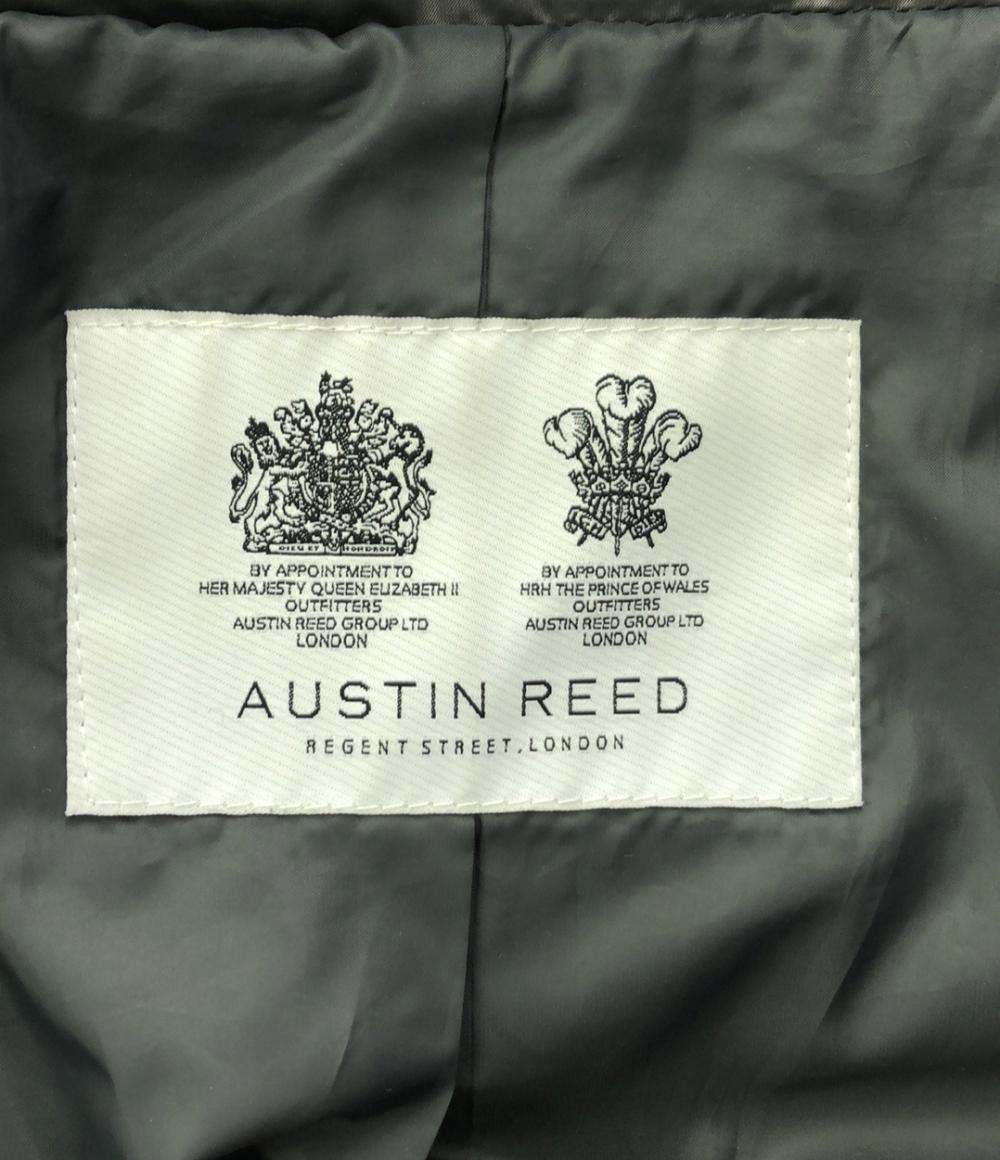 DIEU ET MON DROIT
BY APPOINTMENT TO
HER MAJESTY QUEEN ELIZABETH II
OUTFITTERS
AUSTIN REED GROUP LTD
LONDON
BY APPOINTMENT TO
HRH THE PRINCE OF WALES
OUTFITTERS
AUSTIN REED GROUP LTD
LONDON
AUSTIN REED
REGENT STREET, LONDON